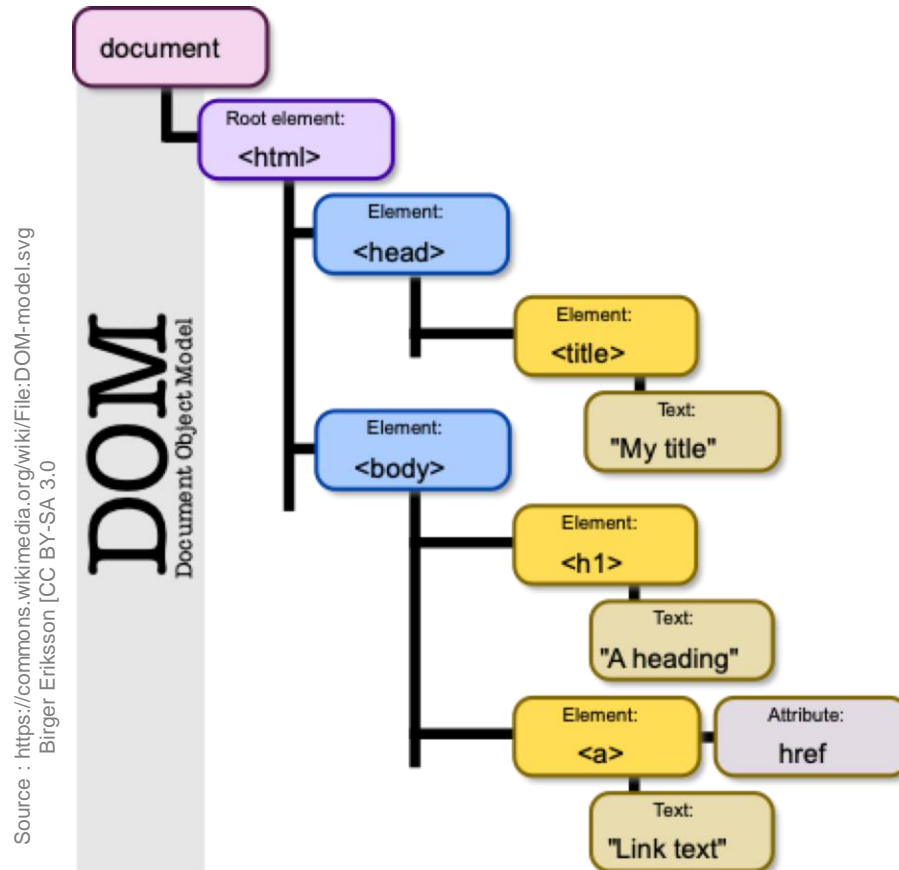 document
Root element:
<html>
Element:
<head>
Element:
<title>
Text:
"My title"
Element:
<body>
Element:
<h1>
Text:
"A heading"
Element:
<a>
Attribute:
href
Text:
"Link text"
DOM
Document Object Model
Source : https://commons.wikimedia.org/wiki/File:DOM-model.svg
Birger Eriksson [CC BY-SA 3.0